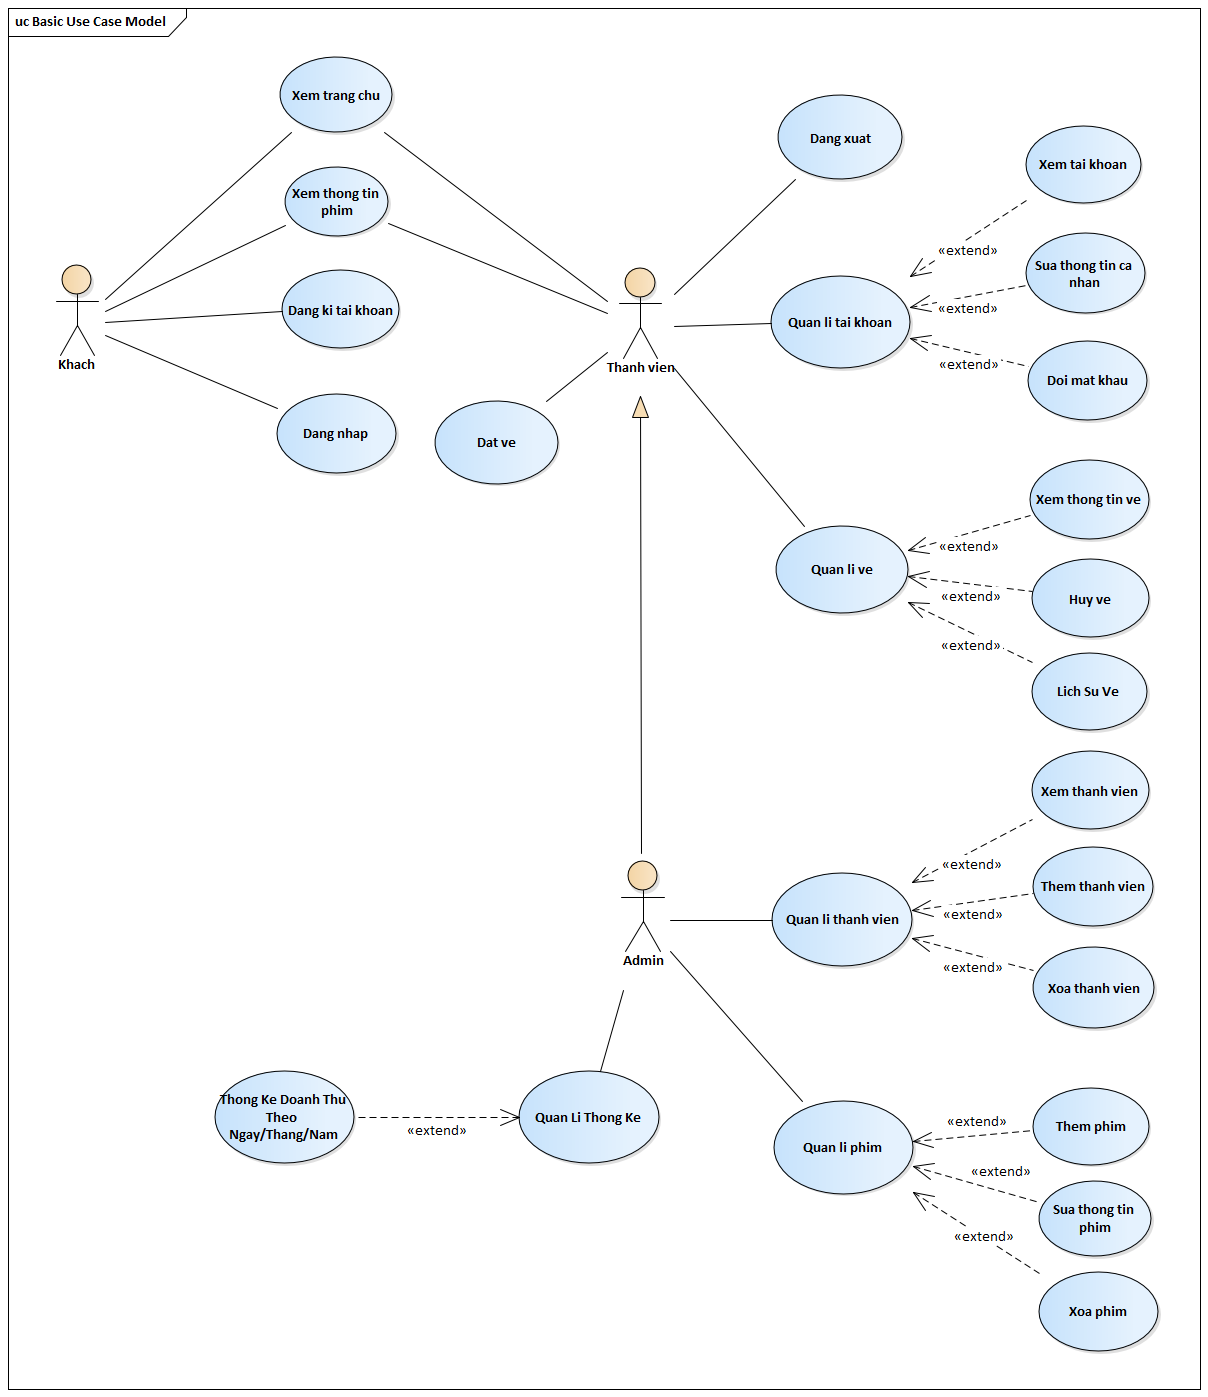 uc Basic Use Case Model
Xem trang chu
Dang xuat
Xem tai khoan
Xem thong tin
phim
«extend»
Sua thong tin ca
nhan
Dang ki tai khoan
Quan li tai khoan
«extend»
Khach
Thanh vien
«extend»
Doi mat khau
Dang nhap
Dat ve
Xem thong tin ve
«extend»
Quan li ve
«extend»
Huy ve
«extend»
Lich Su Ve
Xem thanh vien
«extend»
Them thanh vien
Quan li thanh vien
«extend»
Admin
«extend»
Xoa thanh vien
Thong Ke Doanh Thu
Theo
Ngay/Thang/Nam
«extend»
Quan Li Thong Ke
«extend»
Them phim
Quan li phim
«extend»
Sua thong tin
phim
«extend»
Xoa phim